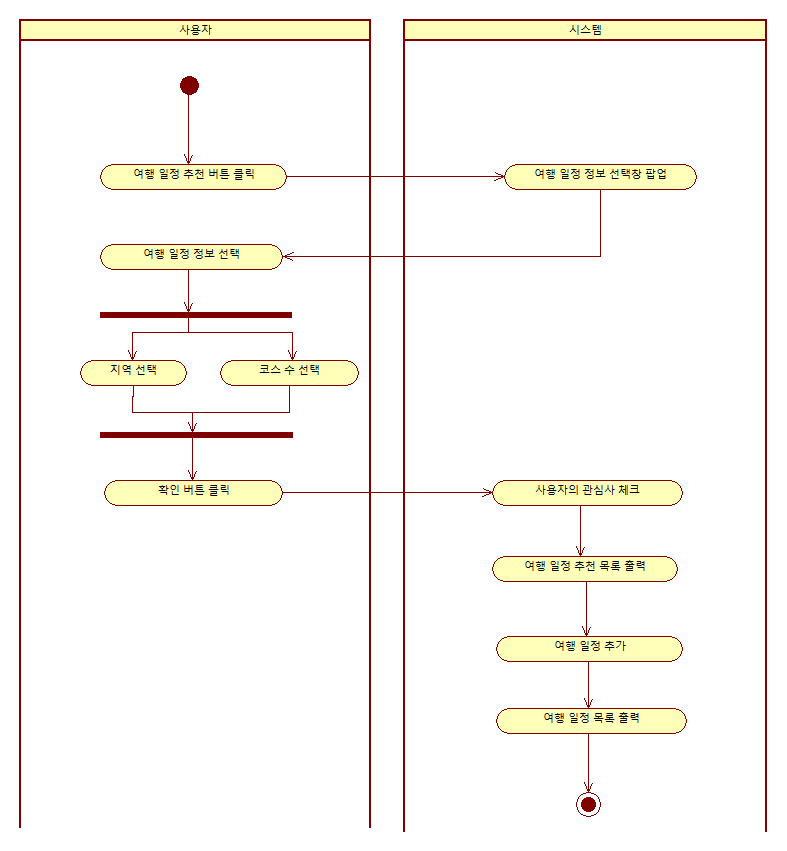 사용자
시스템
여행 일정 추천 버튼 클릭
여행 일정 정보 선택창 팝업
여행 일정 정보 선택
지역 선택
코스 수 선택
확인 버튼 클릭
사용자의 관심사 체크
여행 일정 추천 목록 출력
여행 일정 추가
여행 일정 목록 출력